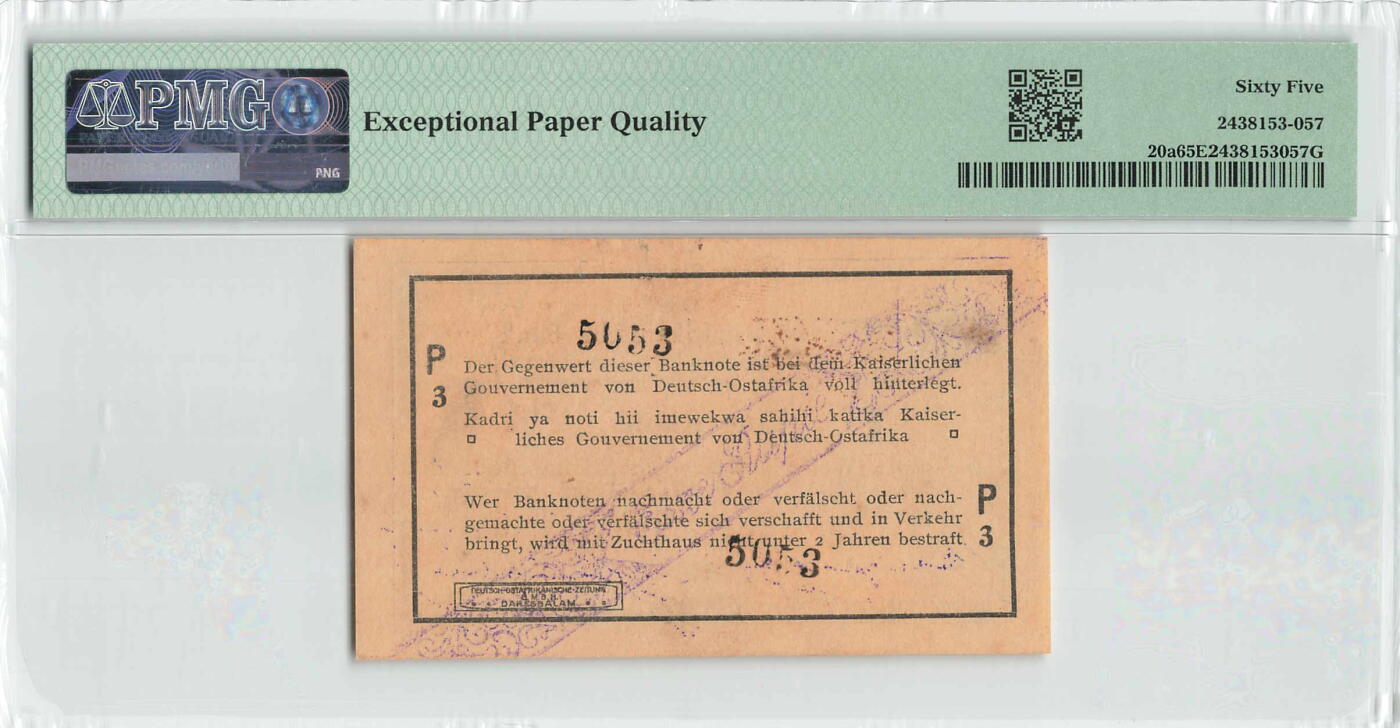 PMG
PNG
Exceptional Paper Quality
Sixty Five
2438153-057
20a65E2438153057G
5053
P
3
Der Gegenwert dieser Banknote ist bei dem Kaiserlichen
Gouvernement von Deutsch-Ostafrika voll hinterlegt.
Kadri ya noti hii imewekwa sahihi katika Kaiser-
liches Gouvernement von Deutsch-Ostafrika
Wer Banknoten nachmacht oder verfälscht oder nach-
gemachte oder verfälschte sich verschafft und in Verkehr
bringt, wird mit Zuchthaus nicht unter 2 Jahren bestraft
P
3
5053
DEUTSCH-OSTAFRIKANISCHE-ZEITUNG
G.M.B.H.
DARESSALAM